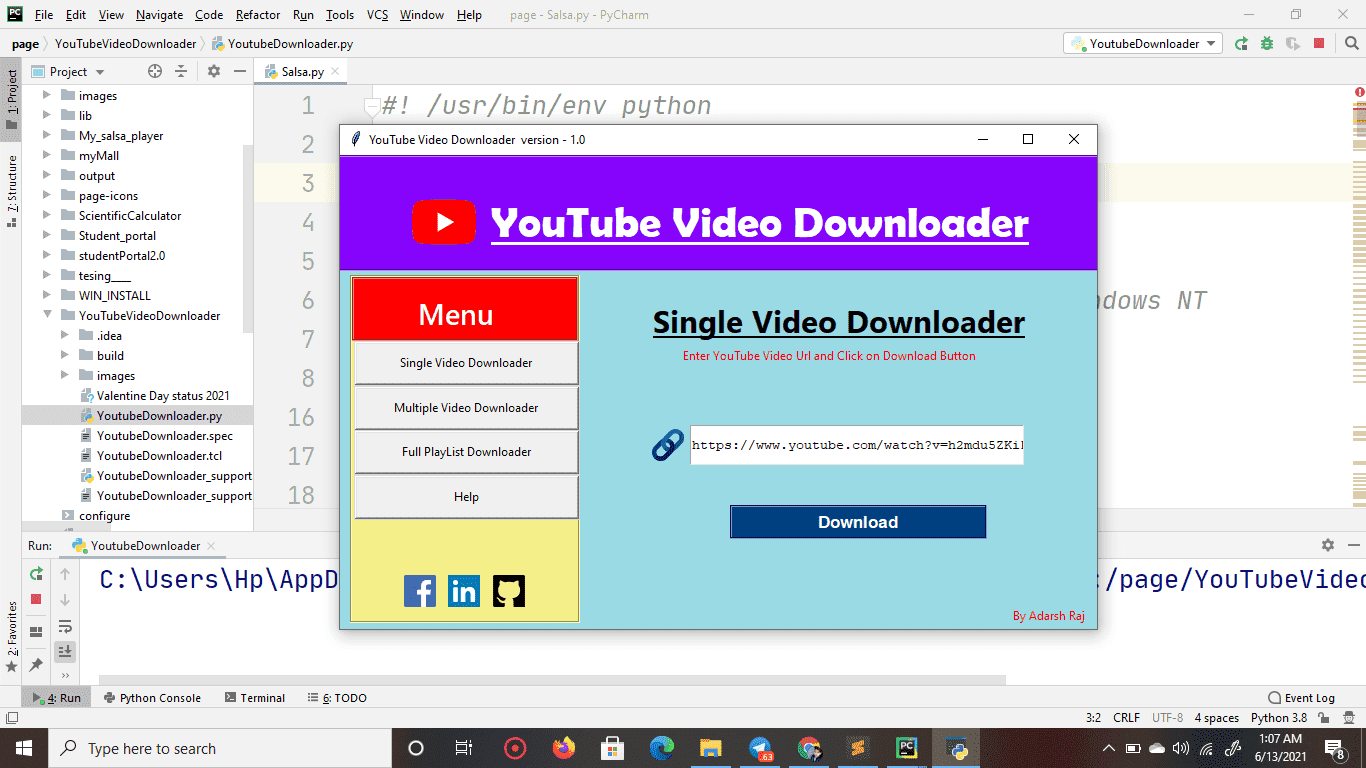 File Edit View Navigate Code Refactor Run Tools VCS Window Help page - Salsa.py - PyCharm
page YouTubeVideoDownloader YoutubeDownloader.py YoutubeDownloader
1: Project
Project
Salsa.py
images
lib
My_salsa_player
myMall
output
page-icons
ScientificCalculator
Student_portal
studentPortal2.0
tesing____
WIN_INSTALL
YouTubeVideoDownloader
.idea
build
images
Valentine Day status 2021
YoutubeDownloader.py
YoutubeDownloader.spec
YoutubeDownloader.tcl
YoutubeDownloader_support
YoutubeDownloader_support
configure
7: Structure
2: Favorites
1 #! /usr/bin/env python
2
3
4
5
6 ndows NT
7
8
16
17
18
YouTube Video Downloader version - 1.0
YouTube Video Downloader
Menu
Single Video Downloader
Multiple Video Downloader
Full PlayList Downloader
Help
in
Single Video Downloader
Enter YouTube Video Url and Click on Download Button
https://www.youtube.com/watch?v=h2mdu5ZKi
Download
By Adarsh Raj
Run: YoutubeDownloader
C:\Users\Hp\AppD :/page/YouTubeVideo
4: Run Python Console Terminal 6: TODO Event Log
3:2 CRLF UTF-8 4 spaces Python 3.8
Type here to search
63
PC
1:07 AM
6/13/2021
8